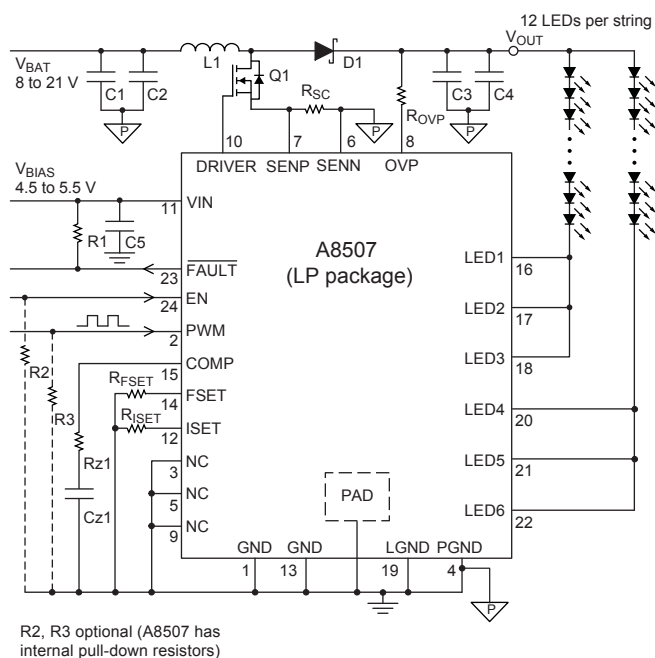 12 LEDs per string
VOUT
L1
D1
VBAT
8 to 21 V
C1
C2
Q1
RSC
ROVP
C3
C4
P
P
P
10
7
6
8
DRIVER
SENP
SENN
OVP
VBIAS
4.5 to 5.5 V
11
VIN
R1
C5
A8507
(LP package)
FAULT
23
EN
24
PWM
2
COMP
15
RFSET
FSET
14
RISET
ISET
12
NC
3
NC
5
NC
9
R2
R3
Rz1
Cz1
LED1
16
LED2
17
LED3
18
LED4
20
LED5
21
LED6
22
PAD
GND
GND
LGND
PGND
1
13
19
4
P
R2, R3 optional (A8507 has
internal pull-down resistors)